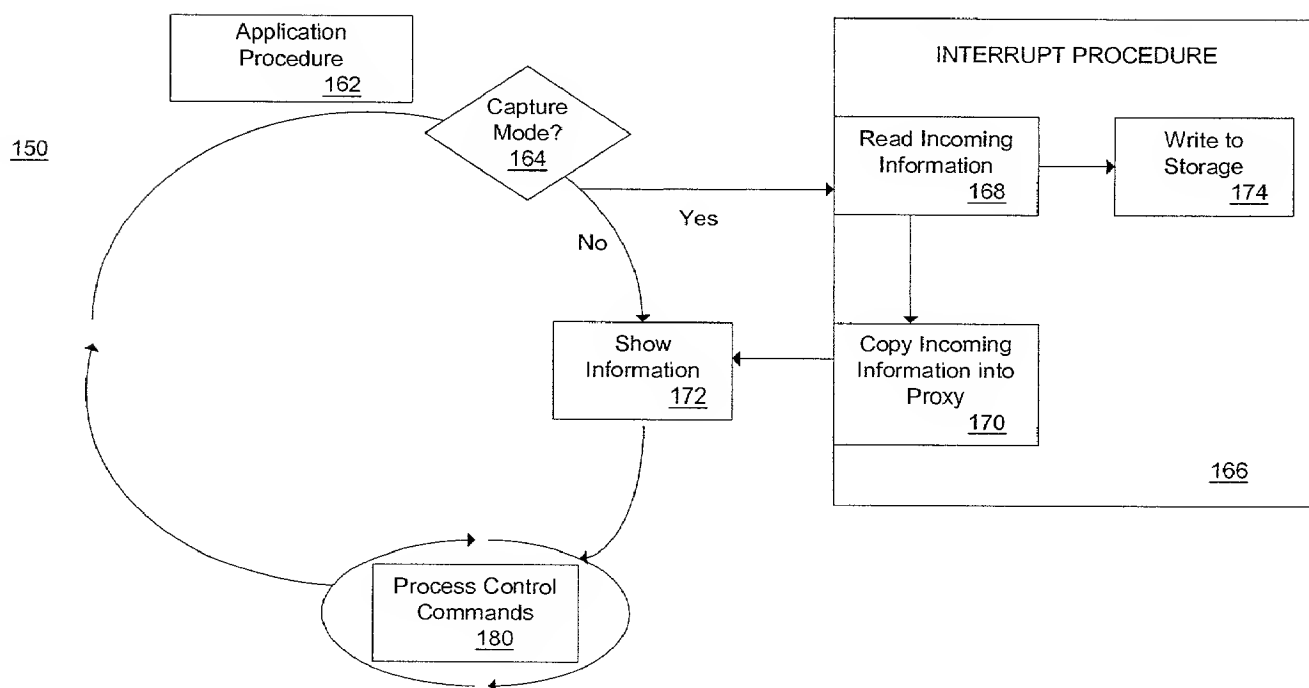 Application
Procedure
162
150
Capture
Mode?
164
Yes
No
INTERRUPT PROCEDURE
Read Incoming
Information
168
Write to
Storage
174
Show
Information
172
Copy Incoming
Information into
Proxy
170
166
Process Control
Commands
180